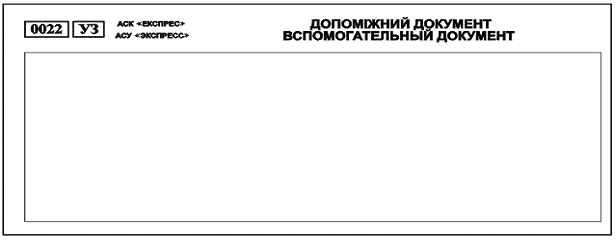 0022 УЗ
АСК «ЕКСПРЕС»
АСУ «ЭКСПРЕСС»
ДОПОМІЖНИЙ ДОКУМЕНТ
ВСПОМОГАТЕЛЬНЫЙ ДОКУМЕНТ